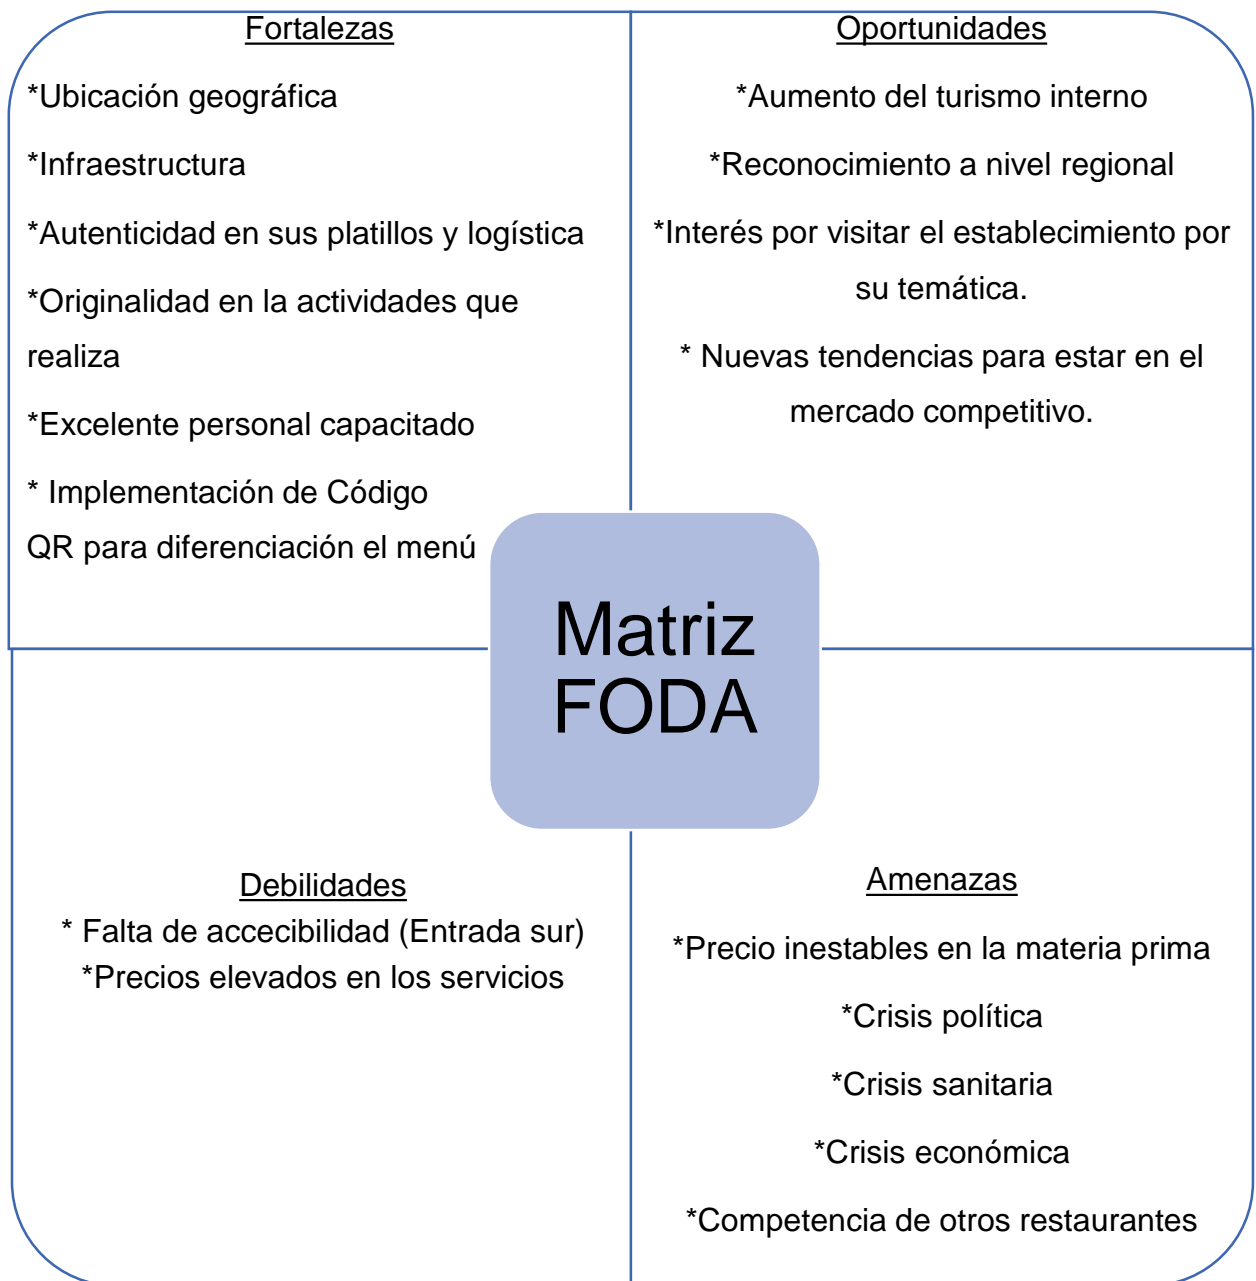 Fortalezas
*Ubicación geográfica
*Infraestructura
*Autenticidad en sus platillos y logística
*Originalidad en la actividades que
realiza
*Excelente personal capacitado
* Implementación de Código
QR para diferenciación el menú
Oportunidades
*Aumento del turismo interno
*Reconocimiento a nivel regional
*Interés por visitar el establecimiento por
su temática.
* Nuevas tendencias para estar en el
mercado competitivo.
Matriz
FODA
Debilidades
* Falta de accecibilidad (Entrada sur)
*Precios elevados en los servicios
Amenazas
*Precio inestables en la materia prima
*Crisis política
*Crisis sanitaria
*Crisis económica
*Competencia de otros restaurantes